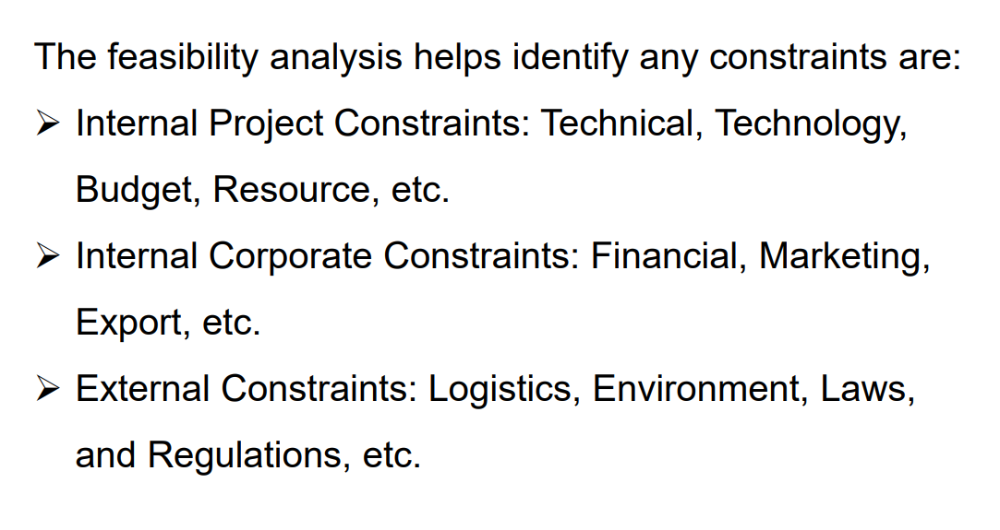 The feasibility analysis helps identify any constraints are:
➢ Internal Project Constraints: Technical, Technology,
Budget, Resource, etc.
➢ Internal Corporate Constraints: Financial, Marketing,
Export, etc.
➢ External Constraints: Logistics, Environment, Laws,
and Regulations, etc.